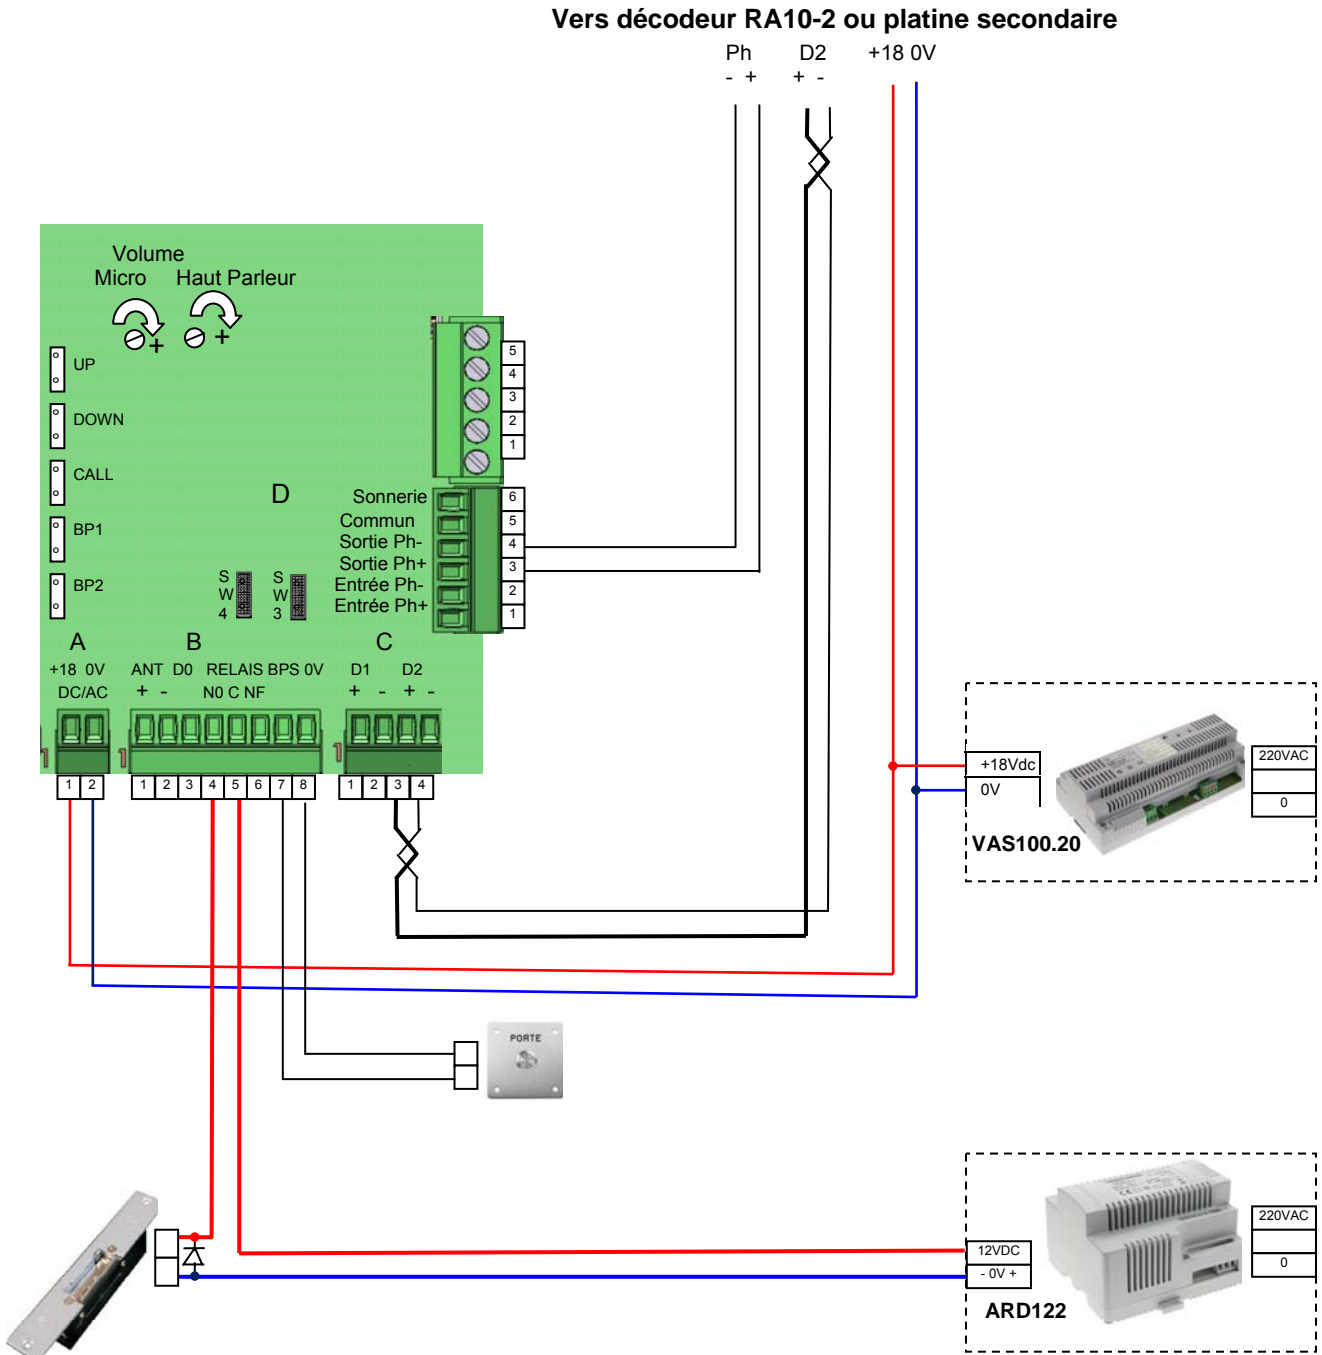 Vers décodeur RA10-2 ou platine secondaire
Ph D2 +18 0V
- + + -
Volume
Micro Haut Parleur
+ +
UP
DOWN
CALL
BP1
BP2
5
4
3
2
1
D
Sonnerie 6
Commun 5
Sortie Ph- 4
Sortie Ph+ 3
Entrée Ph- 2
Entrée Ph+ 1
S
W
4
S
W
3
A B C
+18 0V ANT D0 RELAIS BPS 0V D1 D2
DC/AC + - N0 C NF + - + -
1 1 1
1 2 1 2 3 4 5 6 7 8 1 2 3 4
+18Vdc
0V
VAS100.20
220VAC
0
PORTE
12VDC
- 0V +
ARD122
220VAC
0